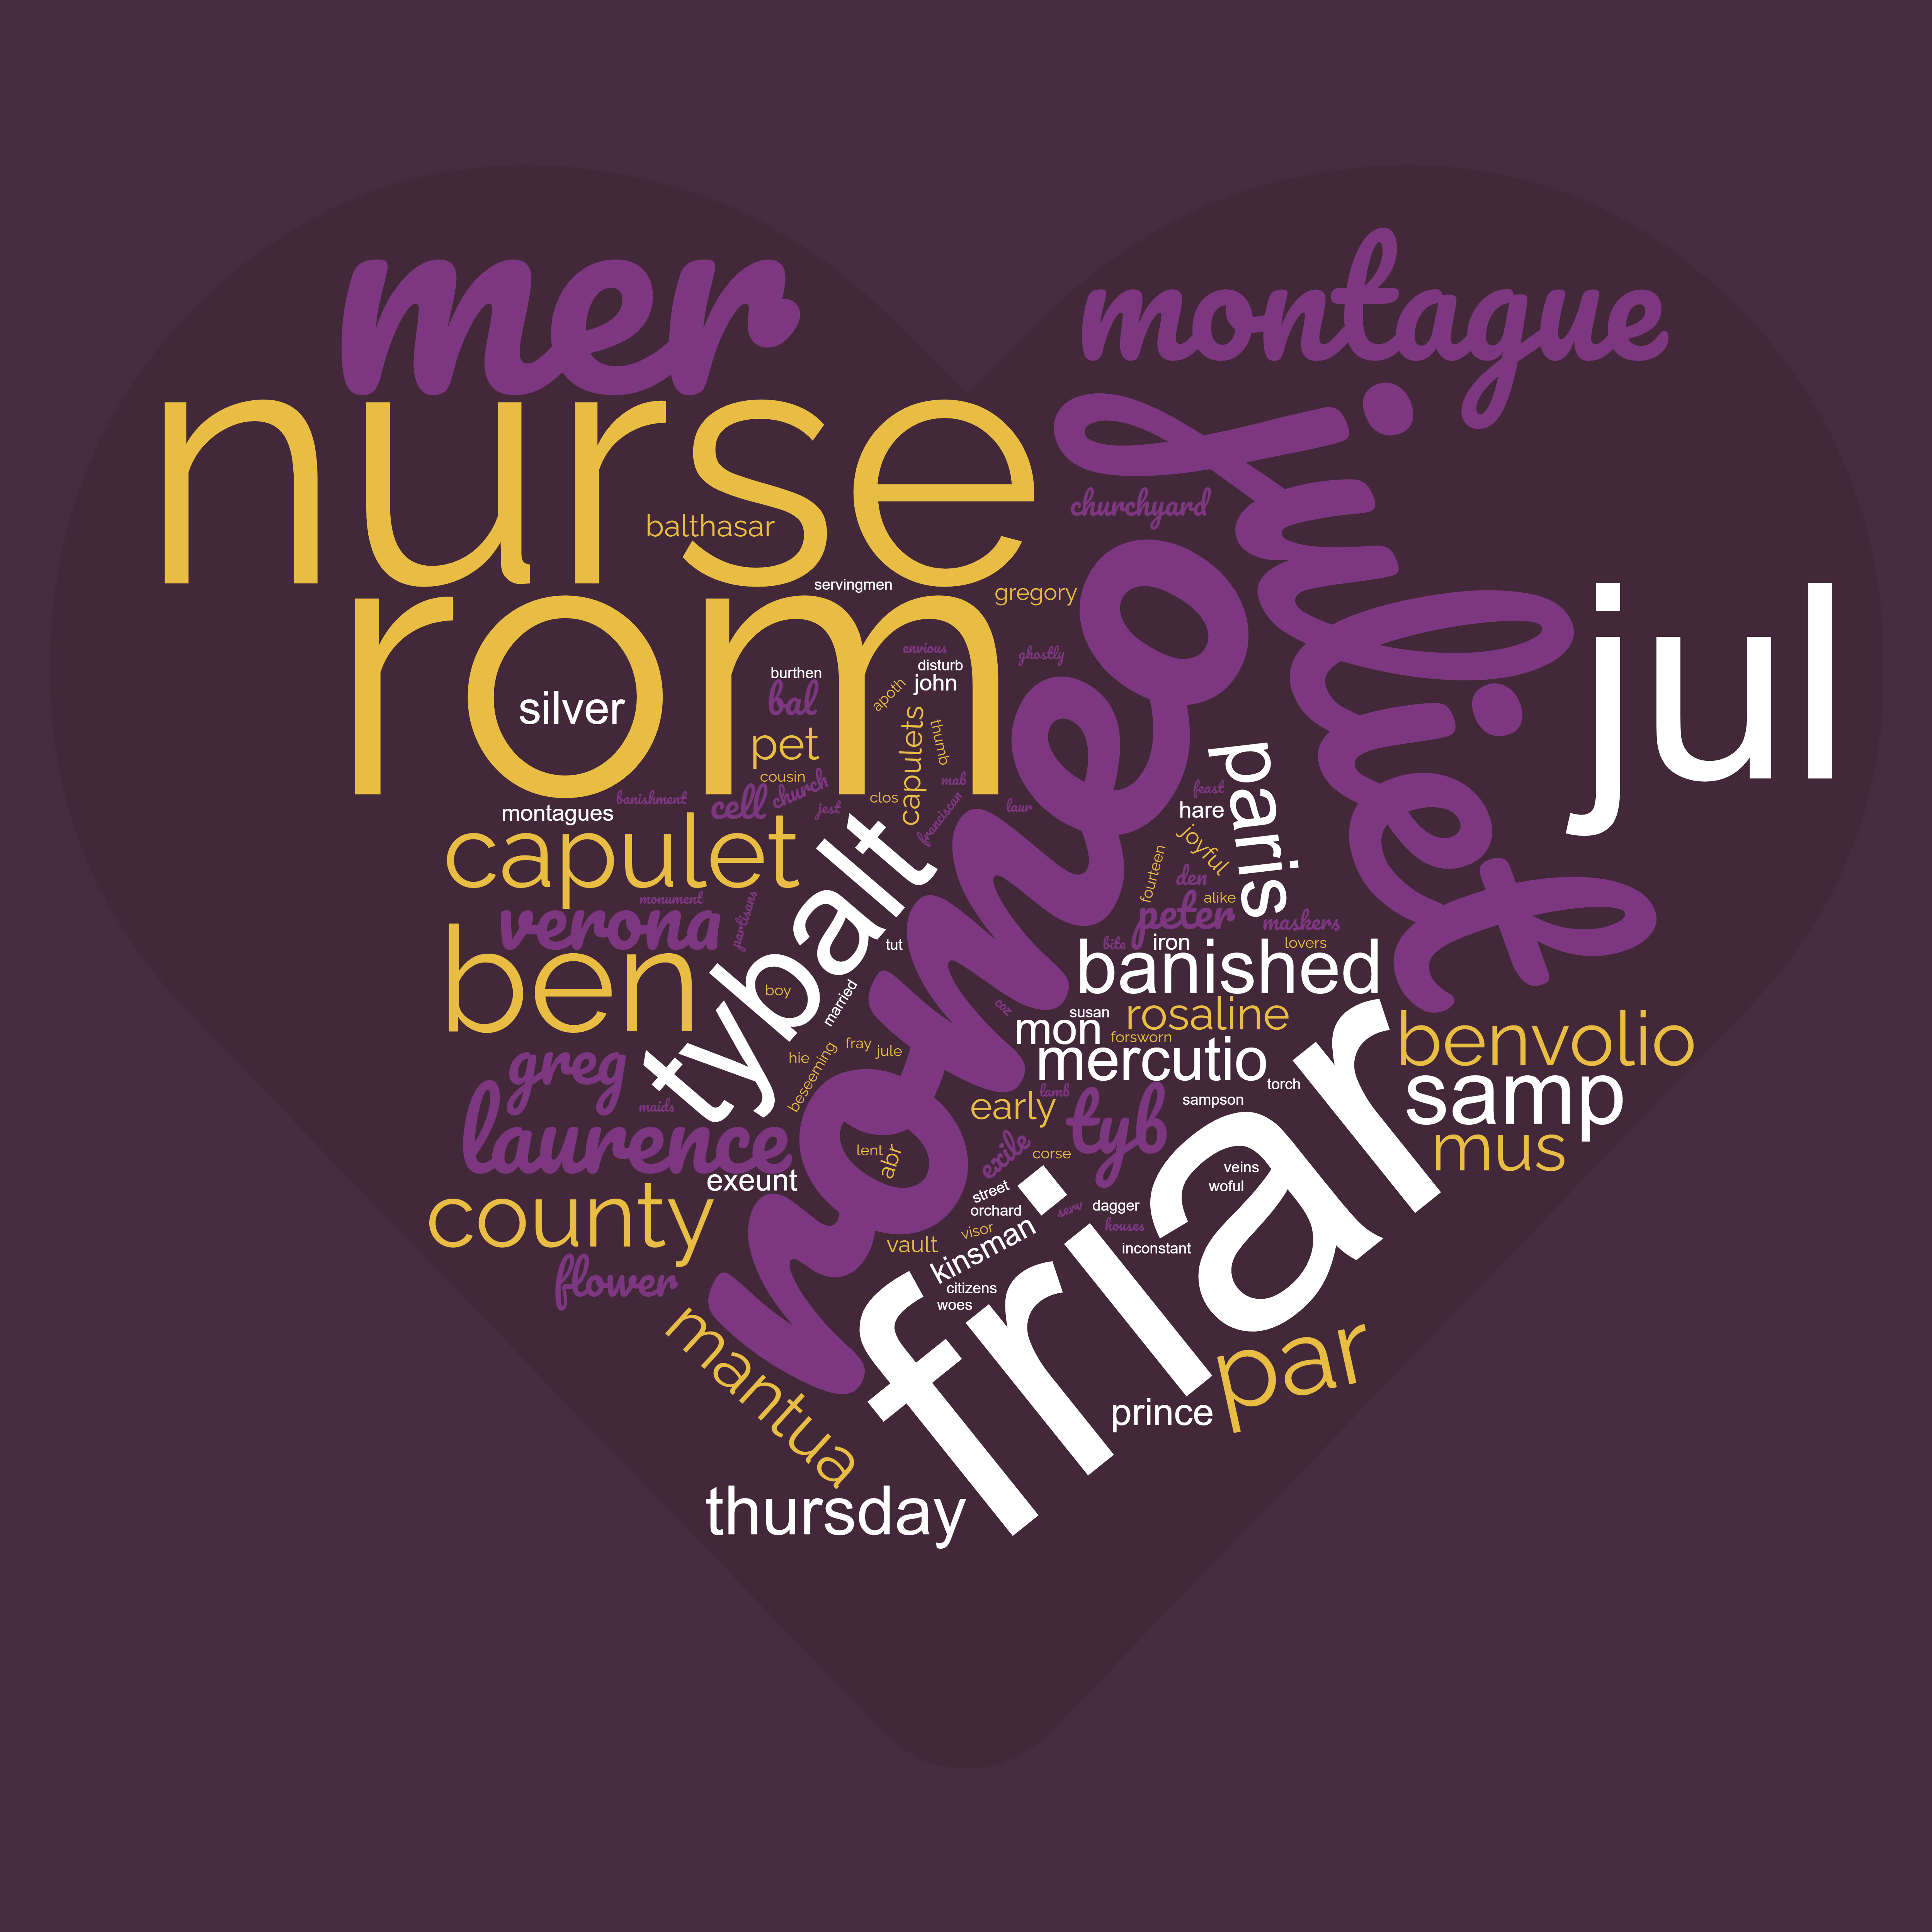 mer
montague
nurse
juliet
churchyard
balthasar
servingmen
gregory
rom
jul
romeo
envious
ghostly
disturb
burthen
john
bal
apoth
silver
capulets
thumb
pet
paris
cousin
mab
church
cell
banishment
clos
jest
franciscan
laur
feast
hare
montagues
capulet
tybalt
joyful
fourteen
den
alike
monument
partisans
verona
peter
maskers
tut
bite
iron
lovers
banished
ben
boy
married
coz
susan
rosaline
mon
forsworn
benvolio
fray
jule
hie
beseeming
mercutio
greg
torch
samp
lamb
sampson
early
maids
tyb
laurence
mus
lent
abr
exile
corse
veins
exeunt
street
woful
orchard
serv
dagger
county
visor
houses
vault
kinsman
inconstant
flower
citizens
woes
friar
mantua
par
prince
thursday